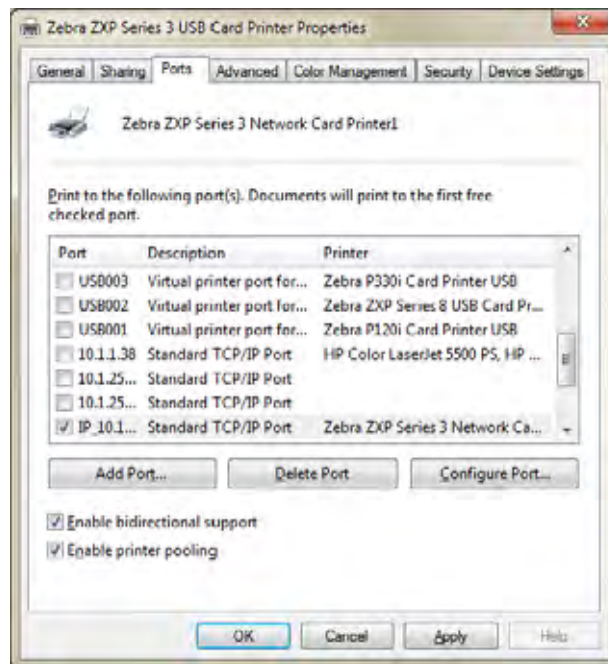 Zebra ZXP Series 3 USB Card Printer Properties
General Sharing Ports Advanced Color Management Security Device Settings
Zebra ZXP Series 3 Network Card Printer1
Print to the following port(s). Documents will print to the first free
checked port.
Port Description Printer
USB003 Virtual printer port for... Zebra P330i Card Printer USB
USB002 Virtual printer port for... Zebra ZXP Series 8 USB Card Pr...
USB001 Virtual printer port for... Zebra P120i Card Printer USB
10.1.1.38 Standard TCP/IP Port HP Color LaserJet 5500 PS, HP ...
10.1.25... Standard TCP/IP Port
10.1.25... Standard TCP/IP Port
IP_10.1... Standard TCP/IP Port Zebra ZXP Series 3 Network Ca...
Add Port... Delete Port Configure Port...
Enable bidirectional support
Enable printer pooling
OK Cancel Apply Help